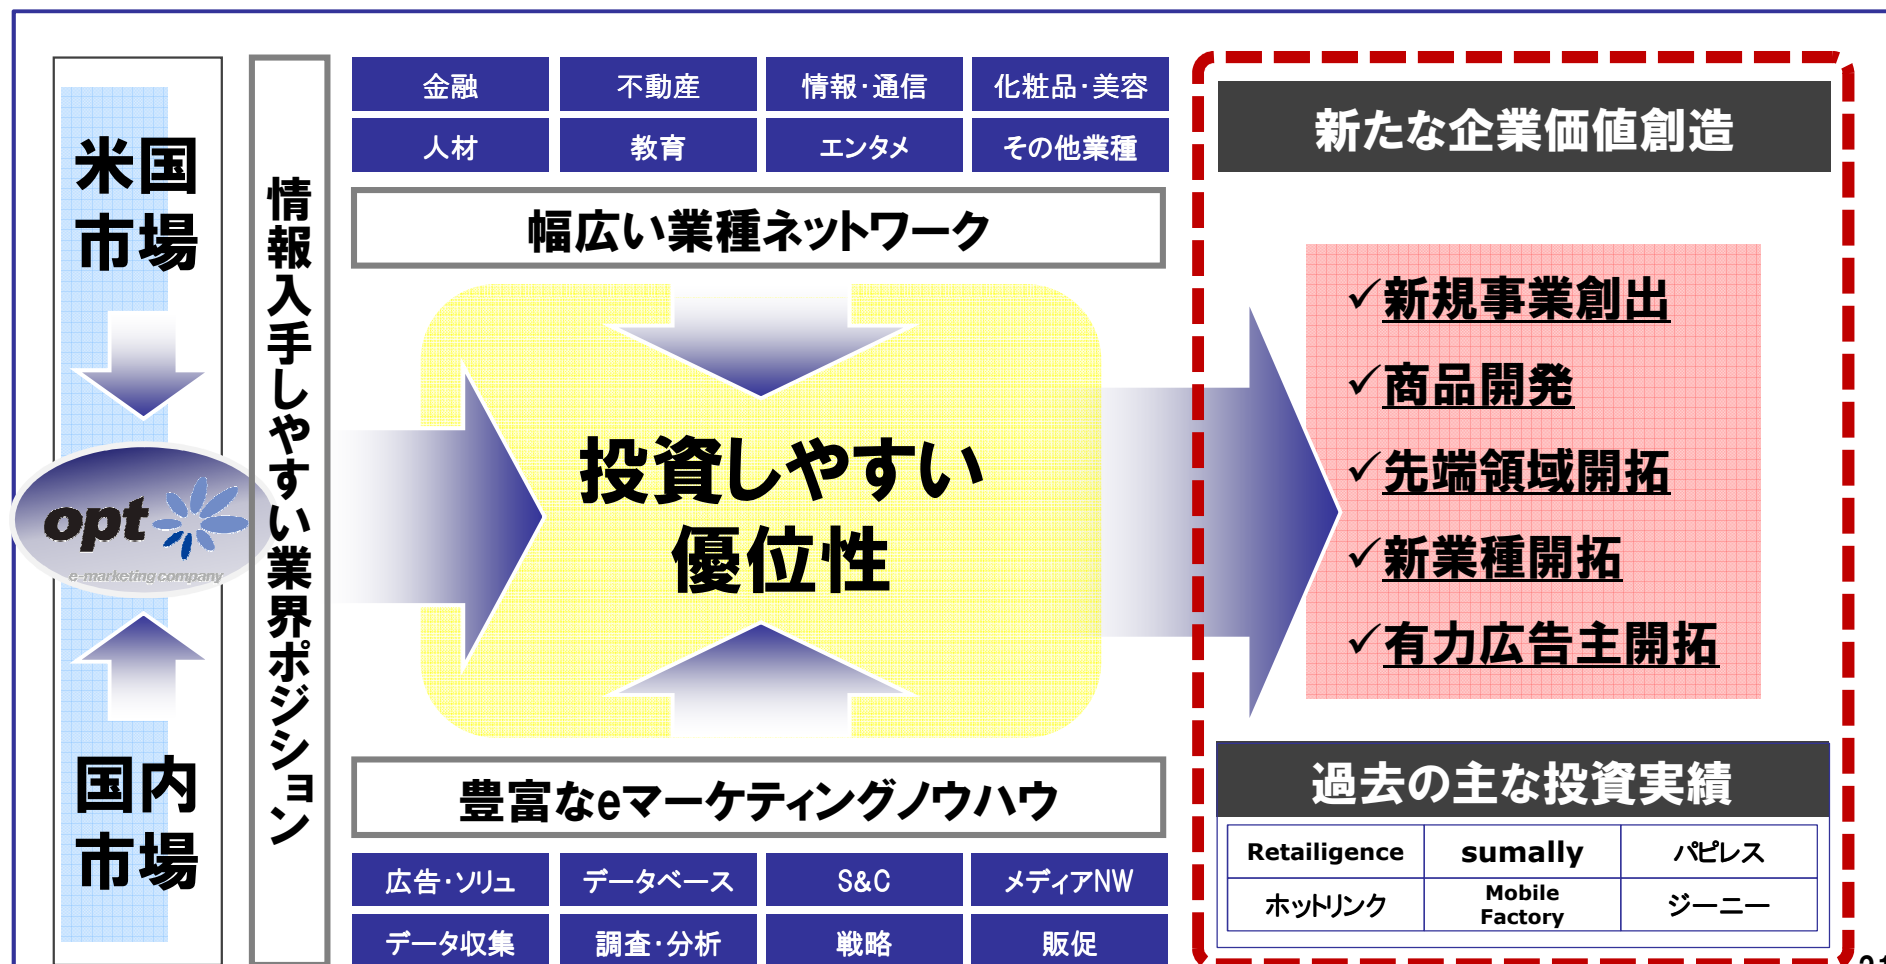 米国
市場
opt
e-marketing company
国内
市場
情報入手しやすい業界ポジション
金融
不動産
情報・通信
化粧品・美容
人材
教育
エンタメ
その他業種
幅広い業種ネットワーク
投資しやすい
優位性
豊富なeマーケティングノウハウ
広告・ソリュ
データベース
S&C
メディアNW
データ収集
調査・分析
戦略
販促
新たな企業価値創造
✓新規事業創出
✓商品開発
✓先端領域開拓
✓新業種開拓
✓有力広告主開拓
過去の主な投資実績
Retailigence
sumally
パピレス
ホットリンク
Mobile
Factory
ジーニー